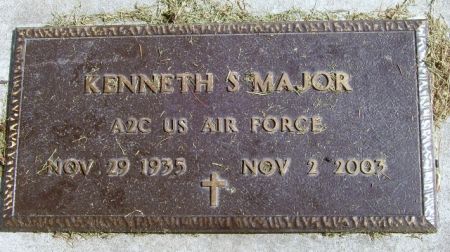 KENNETH S MAJOR
A2C US AIR FORCE
NOV 29 1935 NOV 2 2003